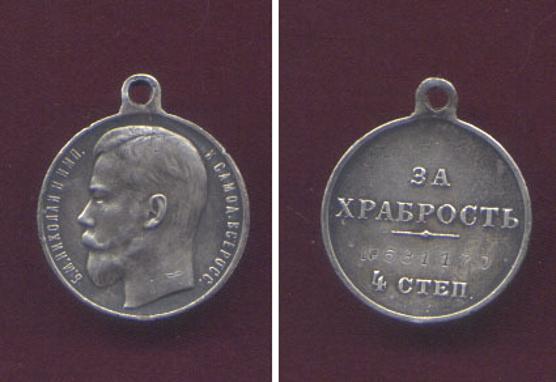 Б.М.НИКОЛАЙ II ИМП. И САМОД.ВСЕРОСС.
ЗА
ХРАБРОСТЬ
4 СТЕП.